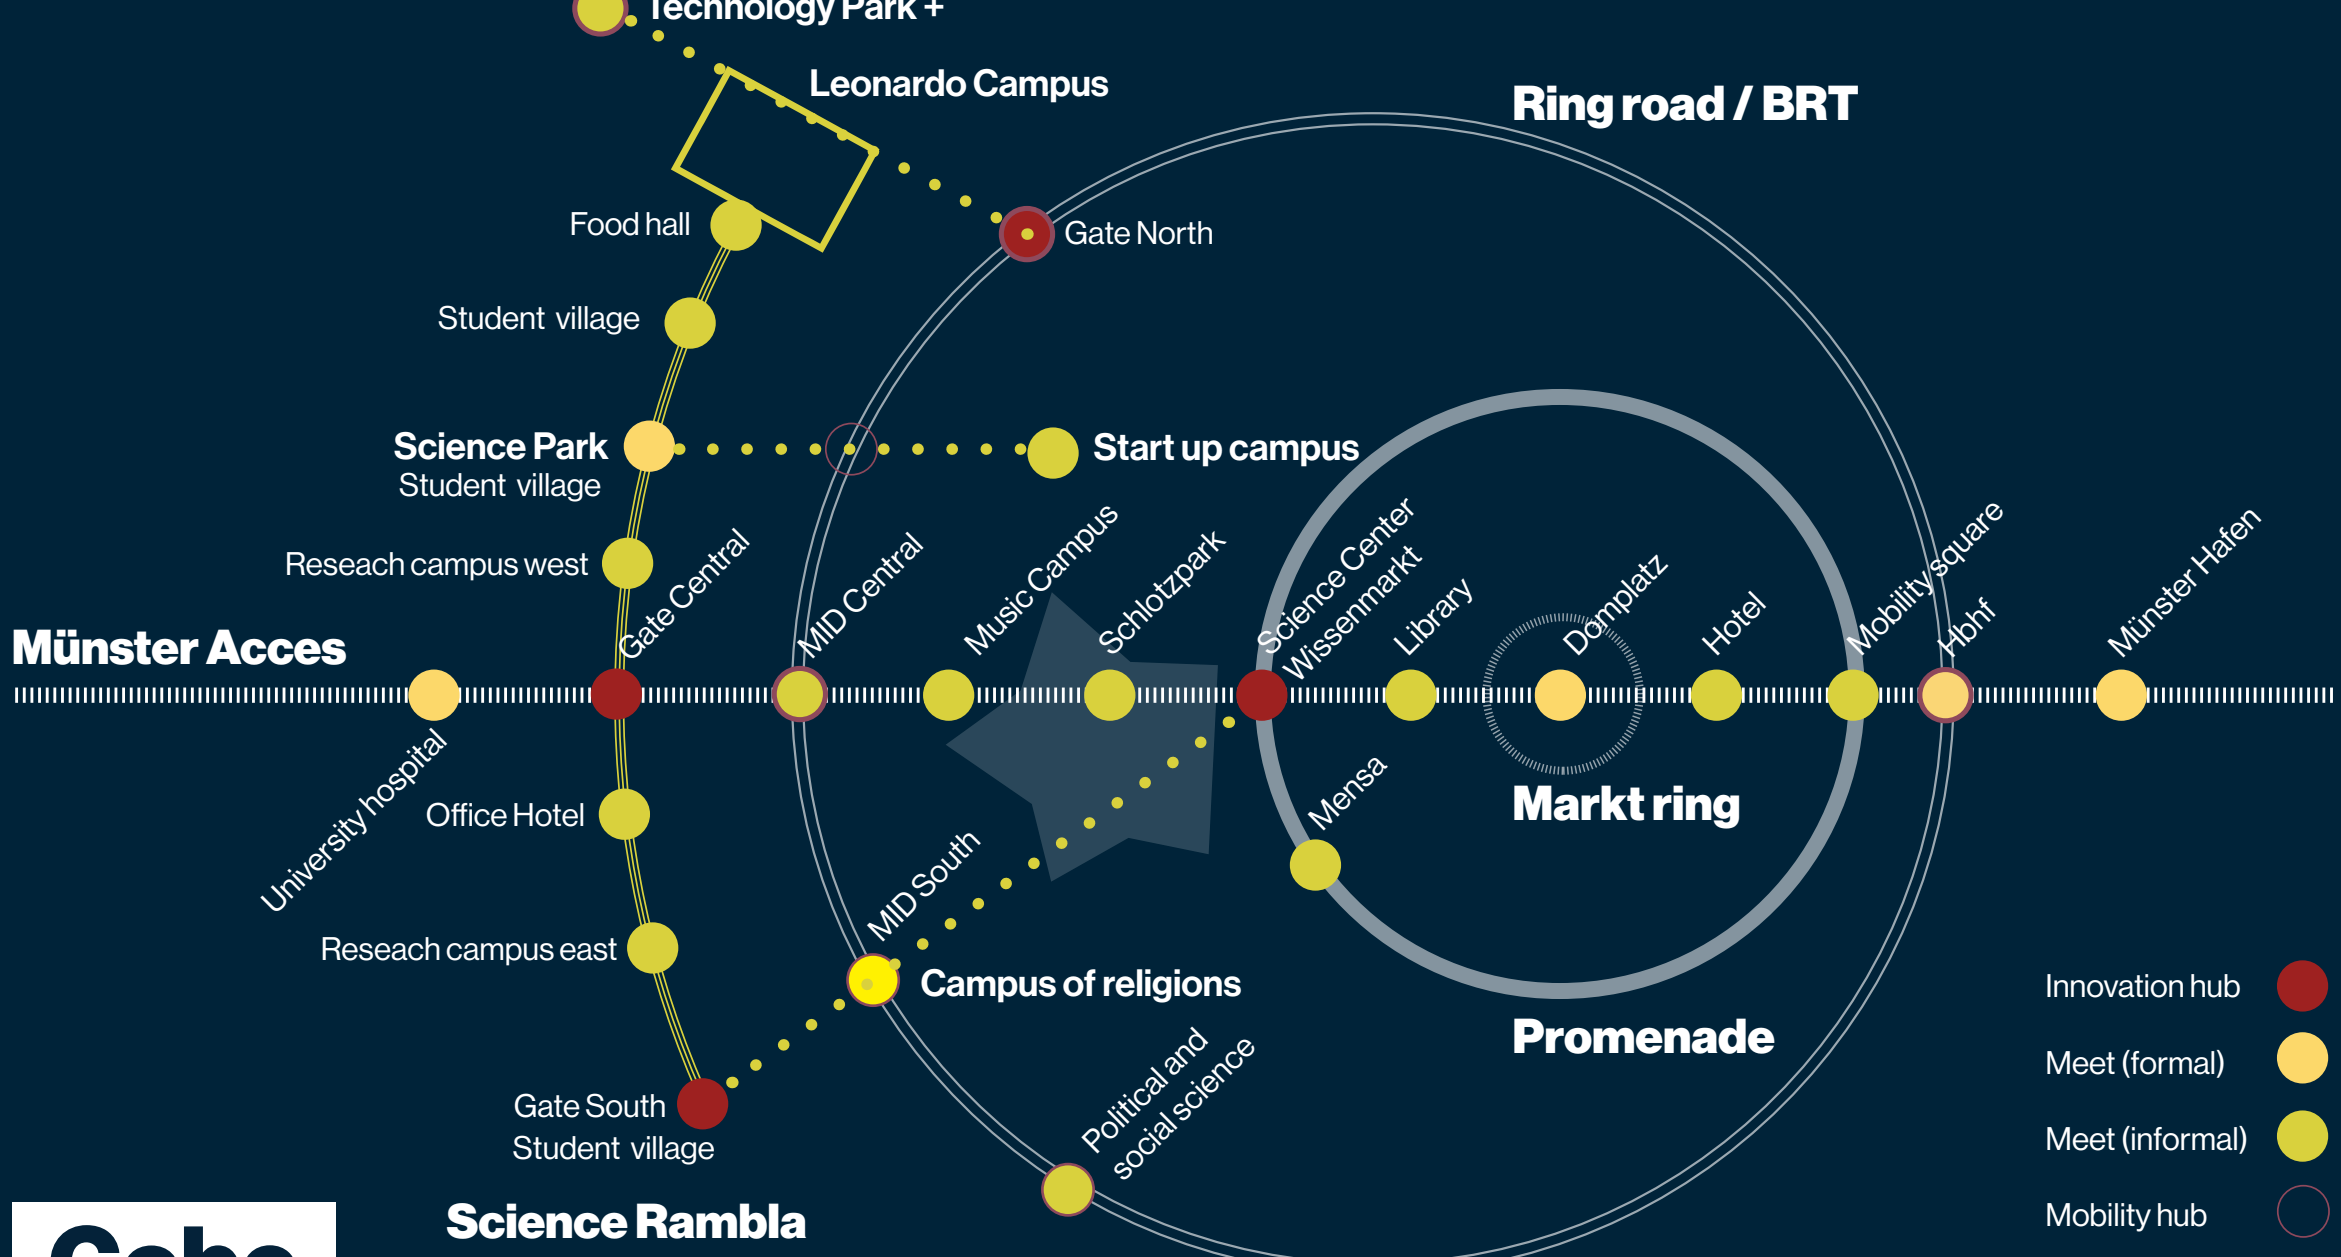 Technology Park +
Leonardo Campus
Ring road / BRT
Food hall
Gate North
Student village
Science Park
Student village
Start up campus
Reseach campus west
Gate Central
MID Central
Music Campus
Schlotzpark
Science Center
Wissenmarkt
Library
Domplatz
Hotel
Mobility square
Hbhf
Münster Hafen
Münster Acces
University hospital
Office Hotel
Mensa
Markt ring
MID South
Reseach campus east
Campus of religions
Innovation hub
Promenade
Meet (formal)
Political and
social science
Gate South
Student village
Meet (informal)
Science Rambla
Mobility hub